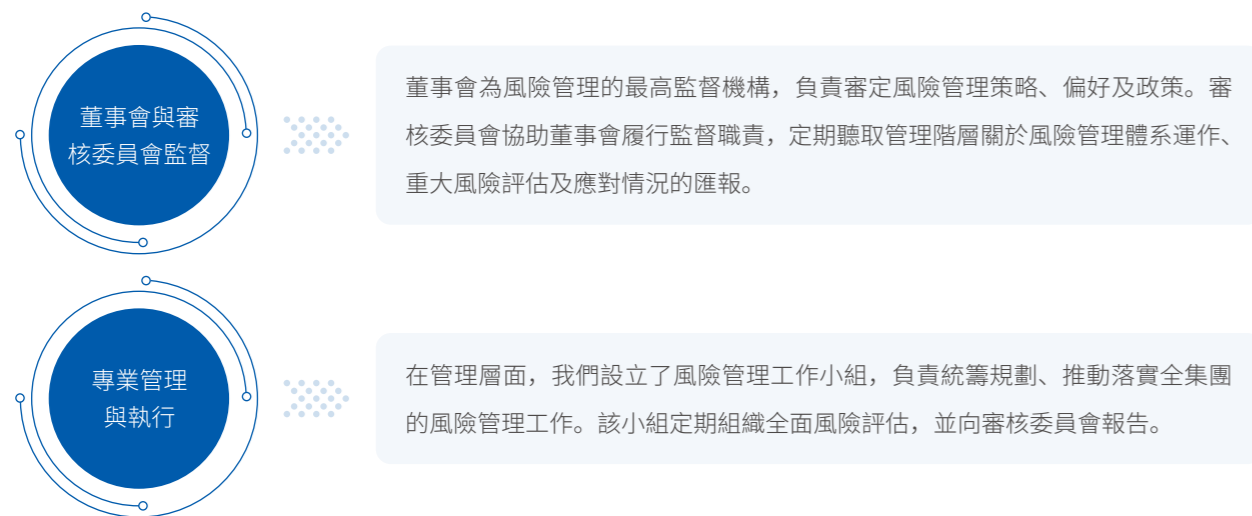 董事會與審
核委員會監督
董事會為風險管理的最高監督機構，負責審定風險管理策略、偏好及政策。審
核委員會協助董事會履行監督職責，定期聽取管理階層關於風險管理體系運作、
重大風險評估及應對情況的匯報。
專業管理
與執行
在管理層面，我們設立了風險管理工作小組，負責統籌規劃、推動落實全集團
的風險管理工作。該小組定期組織全面風險評估，並向審核委員會報告。